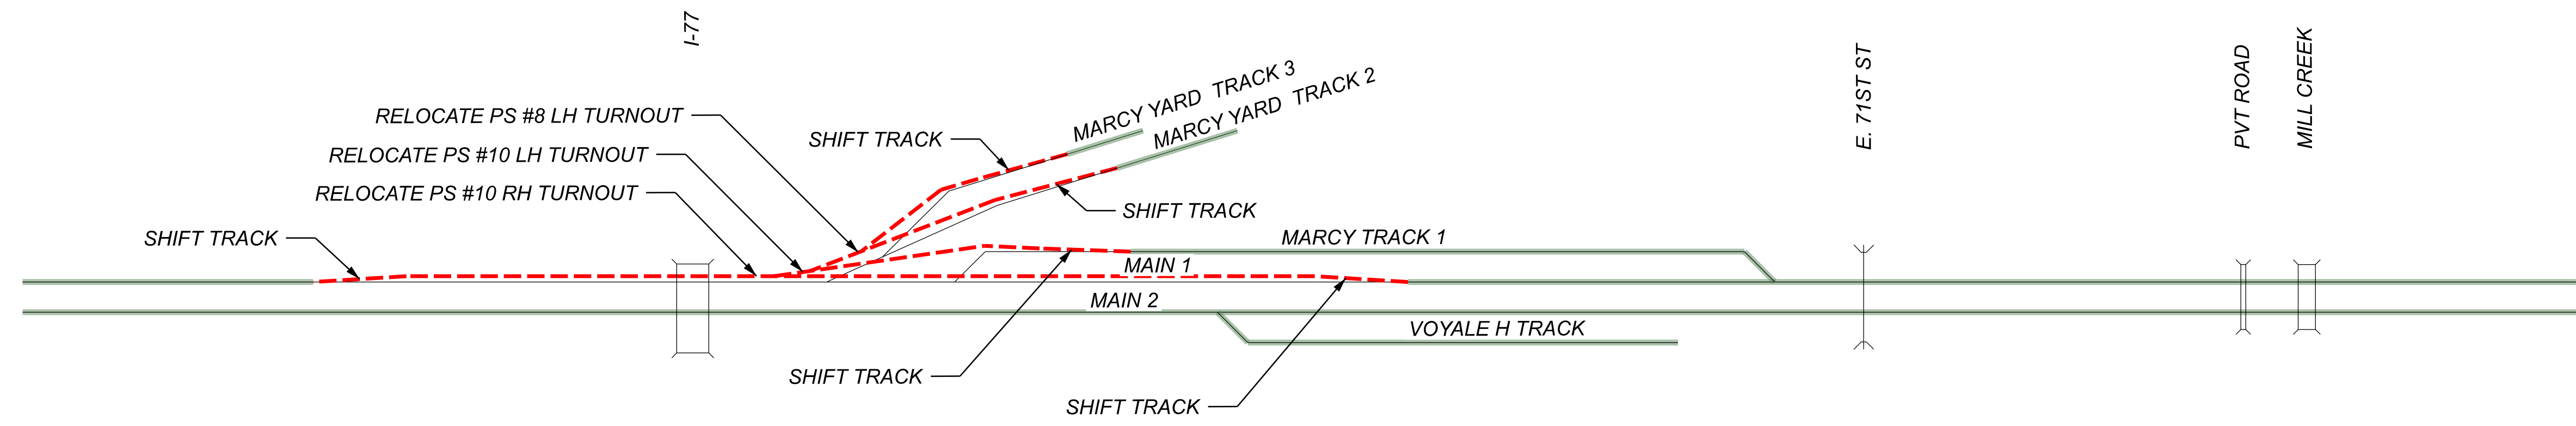 I-77
E. 71ST ST
PVT ROAD
MILL CREEK
MARCY YARD TRACK 3
MARCY YARD TRACK 2
RELOCATE PS #8 LH TURNOUT
SHIFT TRACK
RELOCATE PS #10 LH TURNOUT
RELOCATE PS #10 RH TURNOUT
SHIFT TRACK
SHIFT TRACK
MARCY TRACK 1
MAIN 1
MAIN 2
VOYALE H TRACK
SHIFT TRACK
SHIFT TRACK